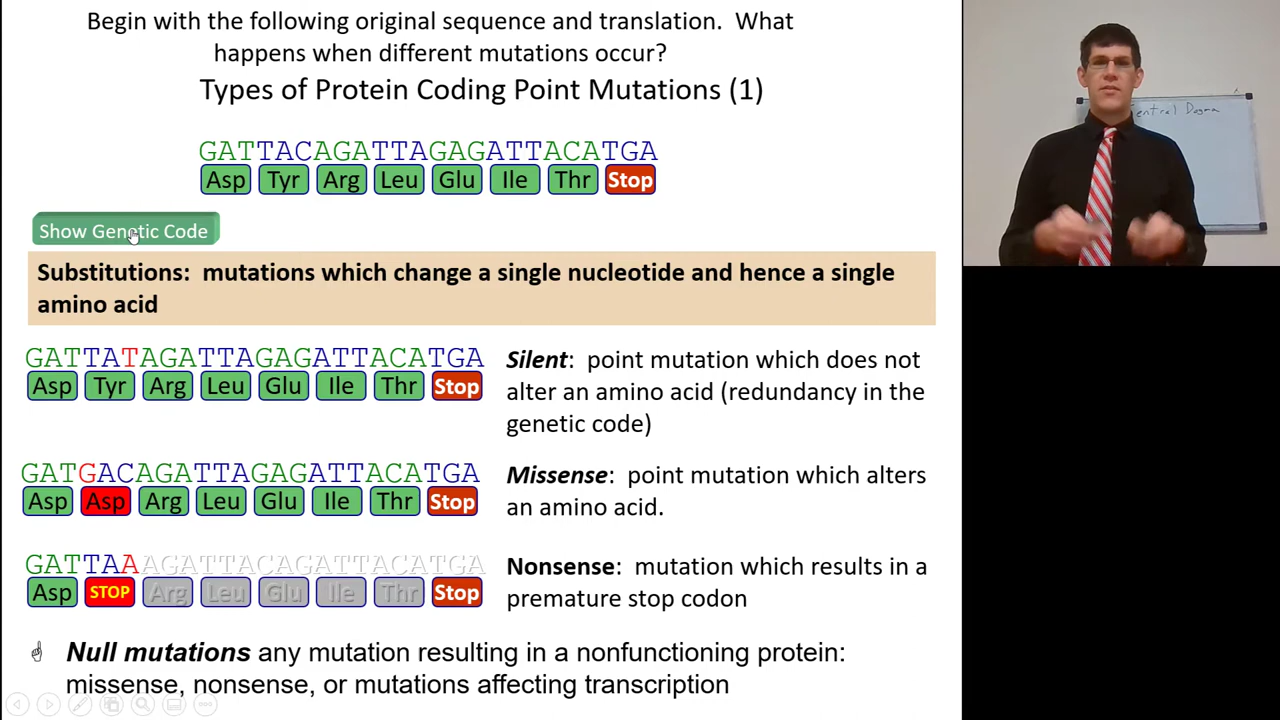 Begin with the following original sequence and translation.  What
happens when different mutations occur?
Types of Protein Coding Point Mutations (1)
GATTACAGATTAGAGATTACATGA
Asp Tyr Arg Leu Glu Ile Thr Stop
Show Genetic Code
Substitutions:  mutations which change a single nucleotide and hence a single
amino acid
GATTATAGATTAGAGATTACATGA
Asp Tyr Arg Leu Glu Ile Thr Stop
Silent:  point mutation which does not
alter an amino acid (redundancy in the
genetic code)
GATGACAGATTAGAGATTACATGA
Asp Asp Arg Leu Glu Ile Thr Stop
Missense:  point mutation which alters
an amino acid.
GATTAAAGATTACAGATTACATGA
Asp STOP Arg Leu Glu Ile Thr Stop
Nonsense:  mutation which results in a
premature stop codon
Null mutations any mutation resulting in a nonfunctioning protein:
missense, nonsense, or mutations affecting transcription
Central Dogma